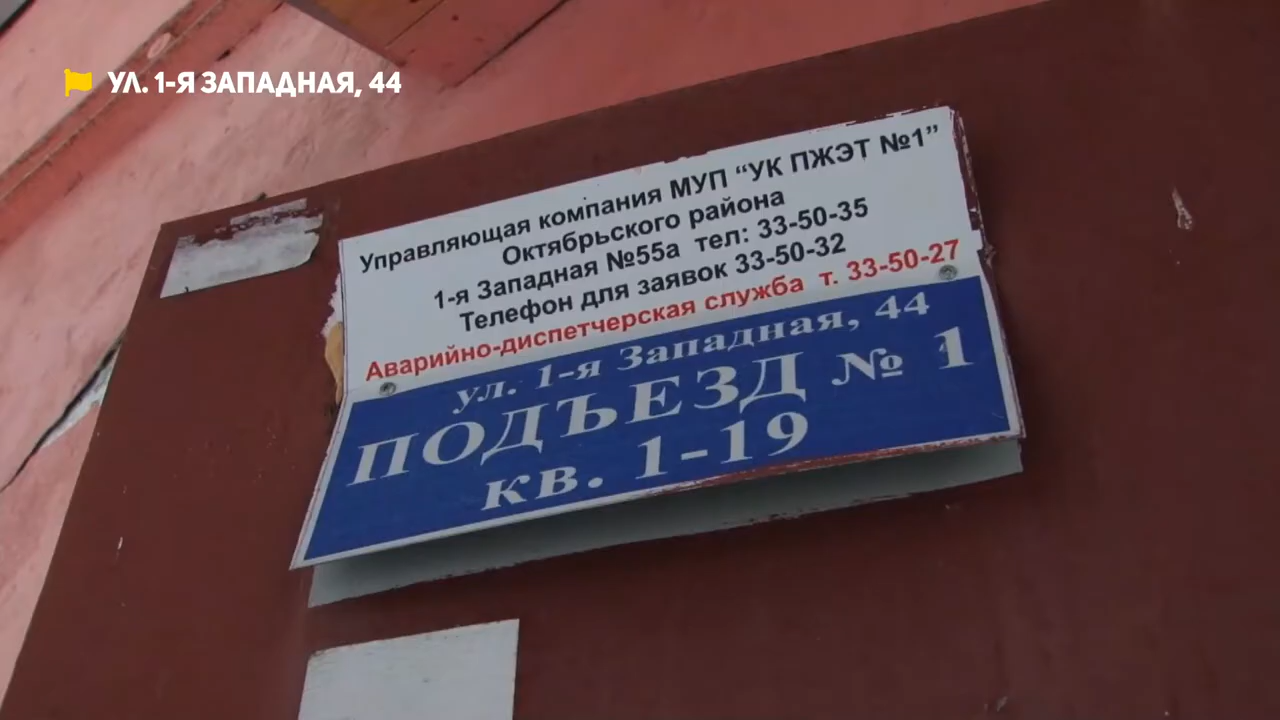 УЛ. 1-Я ЗАПАДНАЯ, 44
Управляющая компания МУП “УК ПЖЭТ №1”
Октябрьского района
1-я Западная №55а тел: 33-50-35
Телефон для заявок 33-50-32
Аварийно-диспетчерская служба т. 33-50-27
ул. 1-я Западная, 44
ПОДЪЕЗД № 1
кв. 1-19